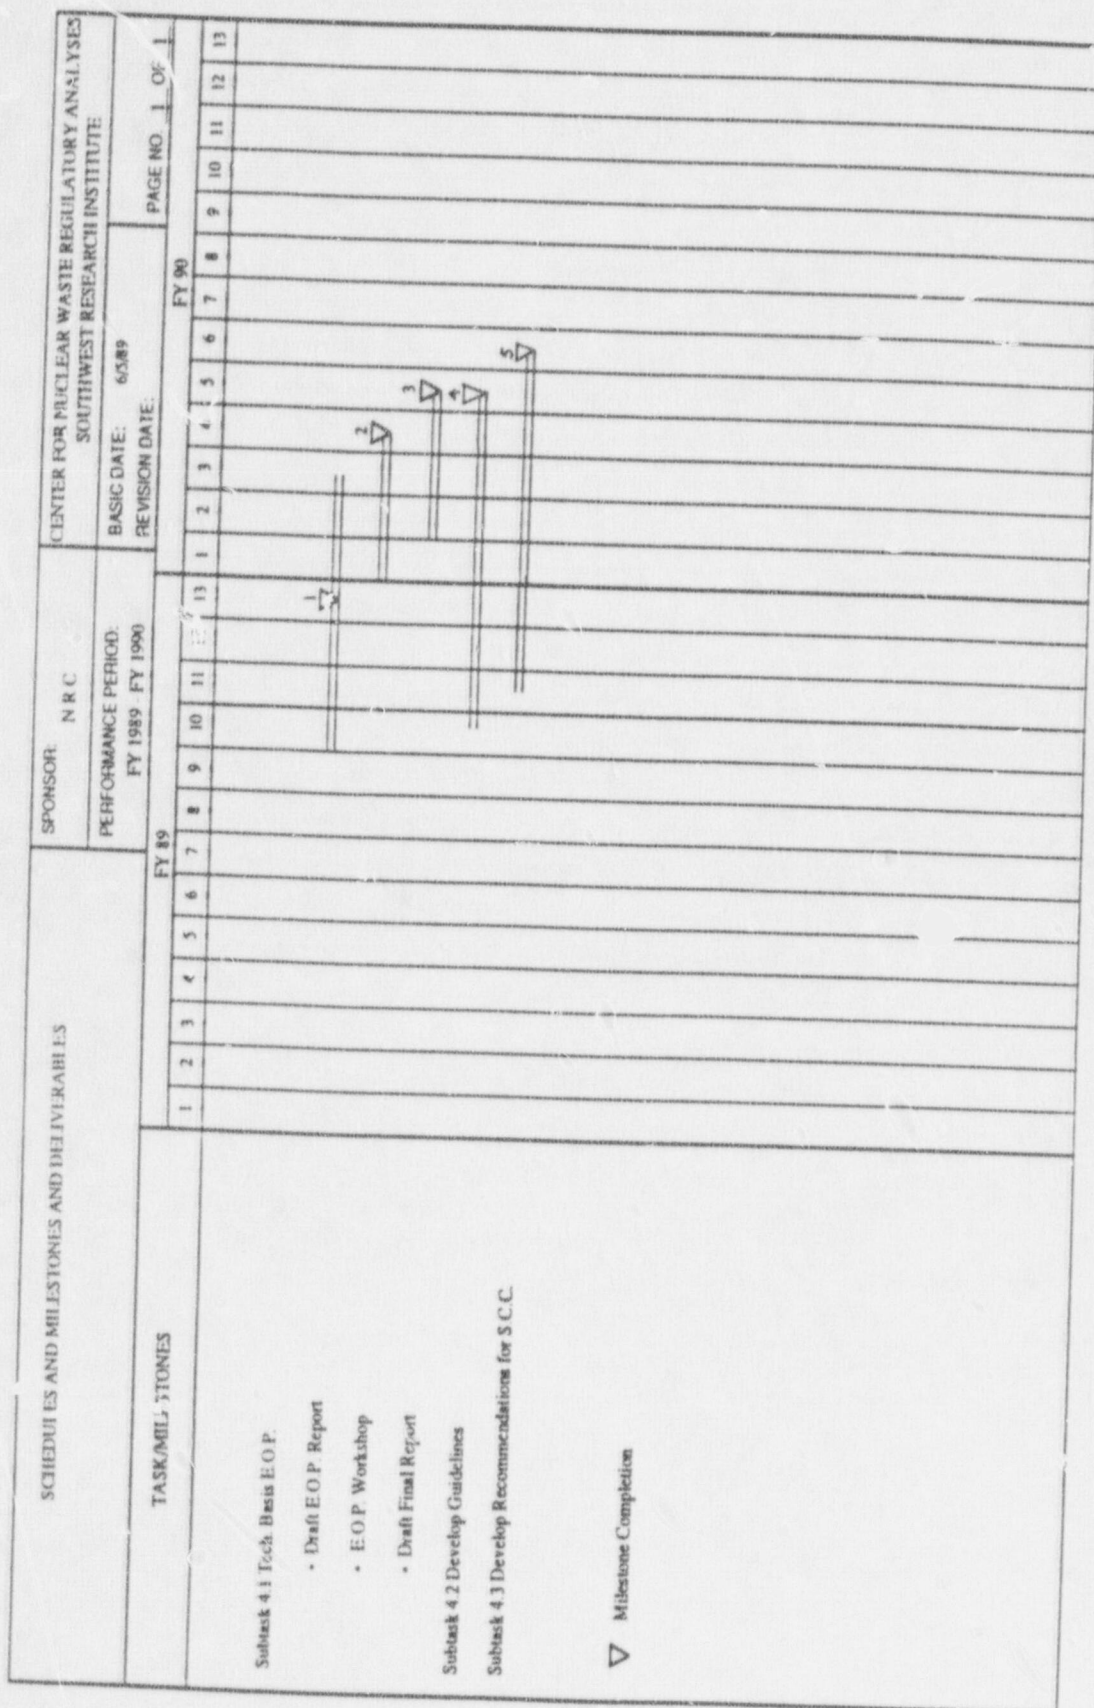 SCHEDULES AND MILESTONES AND DELIVERABLES
SPONSOR:
N R C
CENTER FOR NUCLEAR WASTE REGULATORY ANALYSES
SOUTHWEST RESEARCH INSTITUTE
PERFORMANCE PERIOD:
FY 1989 - FY 1990
BASIC DATE: 6/5/89
REVISION DATE:
PAGE NO. 1 OF 1
TASK/MILESTONES
FY 89
FY 90
1 2 3 4 5 6 7 8 9 10 11 12 13 1 2 3 4 5 6 7 8 9 10 11 12 13
Subtask 4.1 Tech. Basis E.O.P.
• Draft E.O.P. Report
1
• E.O.P. Workshop
2
• Draft Final Report
3
Subtask 4.2 Develop Guidelines
4
Subtask 4.3 Develop Recommendations for S.C.C.
5
▽ Milestone Completion